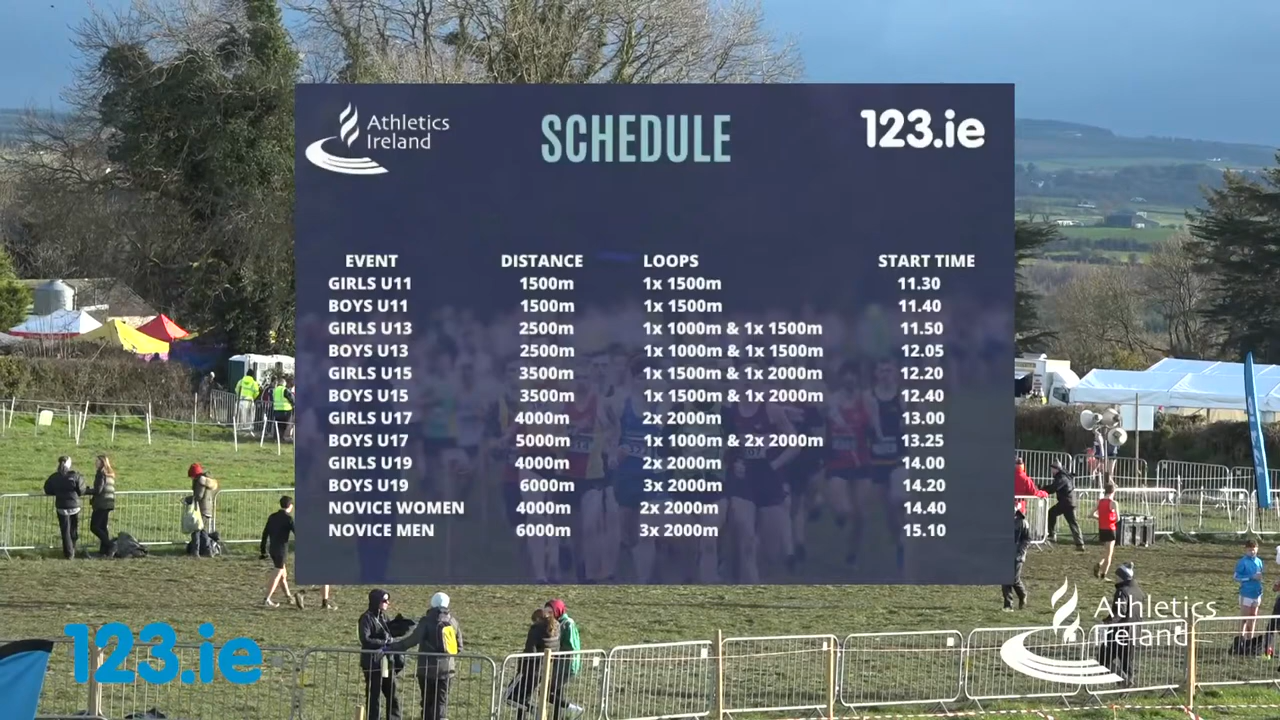 Athletics
Ireland
SCHEDULE
123.ie
EVENT DISTANCE LOOPS START TIME
GIRLS U11 1500m 1x 1500m 11.30
BOYS U11 1500m 1x 1500m 11.40
GIRLS U13 2500m 1x 1000m & 1x 1500m 11.50
BOYS U13 2500m 1x 1000m & 1x 1500m 12.05
GIRLS U15 3500m 1x 1500m & 1x 2000m 12.20
BOYS U15 3500m 1x 1500m & 1x 2000m 12.40
GIRLS U17 4000m 2x 2000m 13.00
BOYS U17 5000m 1x 1000m & 2x 2000m 13.25
GIRLS U19 4000m 2x 2000m 14.00
BOYS U19 6000m 3x 2000m 14.20
NOVICE WOMEN 4000m 2x 2000m 14.40
NOVICE MEN 6000m 3x 2000m 15.10
123.ie
Athletics
Ireland